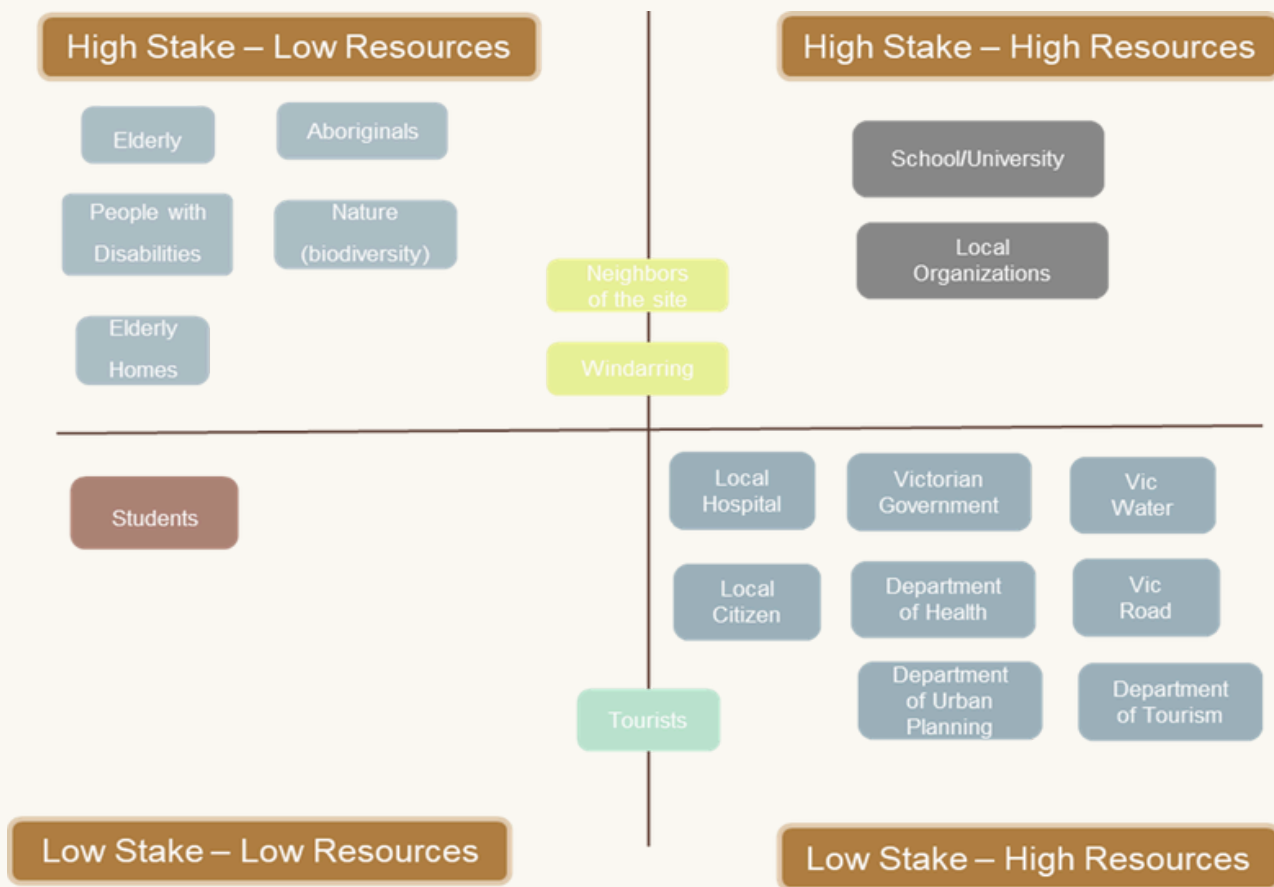 High Stake – Low Resources
High Stake – High Resources
Elderly
Aboriginals
People with
Disabilities
Nature
(biodiversity)
Elderly
Homes
Neighbors
of the site
Windarring
School/University
Local
Organizations
Students
Tourists
Local
Hospital
Victorian
Government
Vic
Water
Local
Citizen
Department
of Health
Vic
Road
Department
of Urban
Planning
Department
of Tourism
Low Stake – Low Resources
Low Stake – High Resources